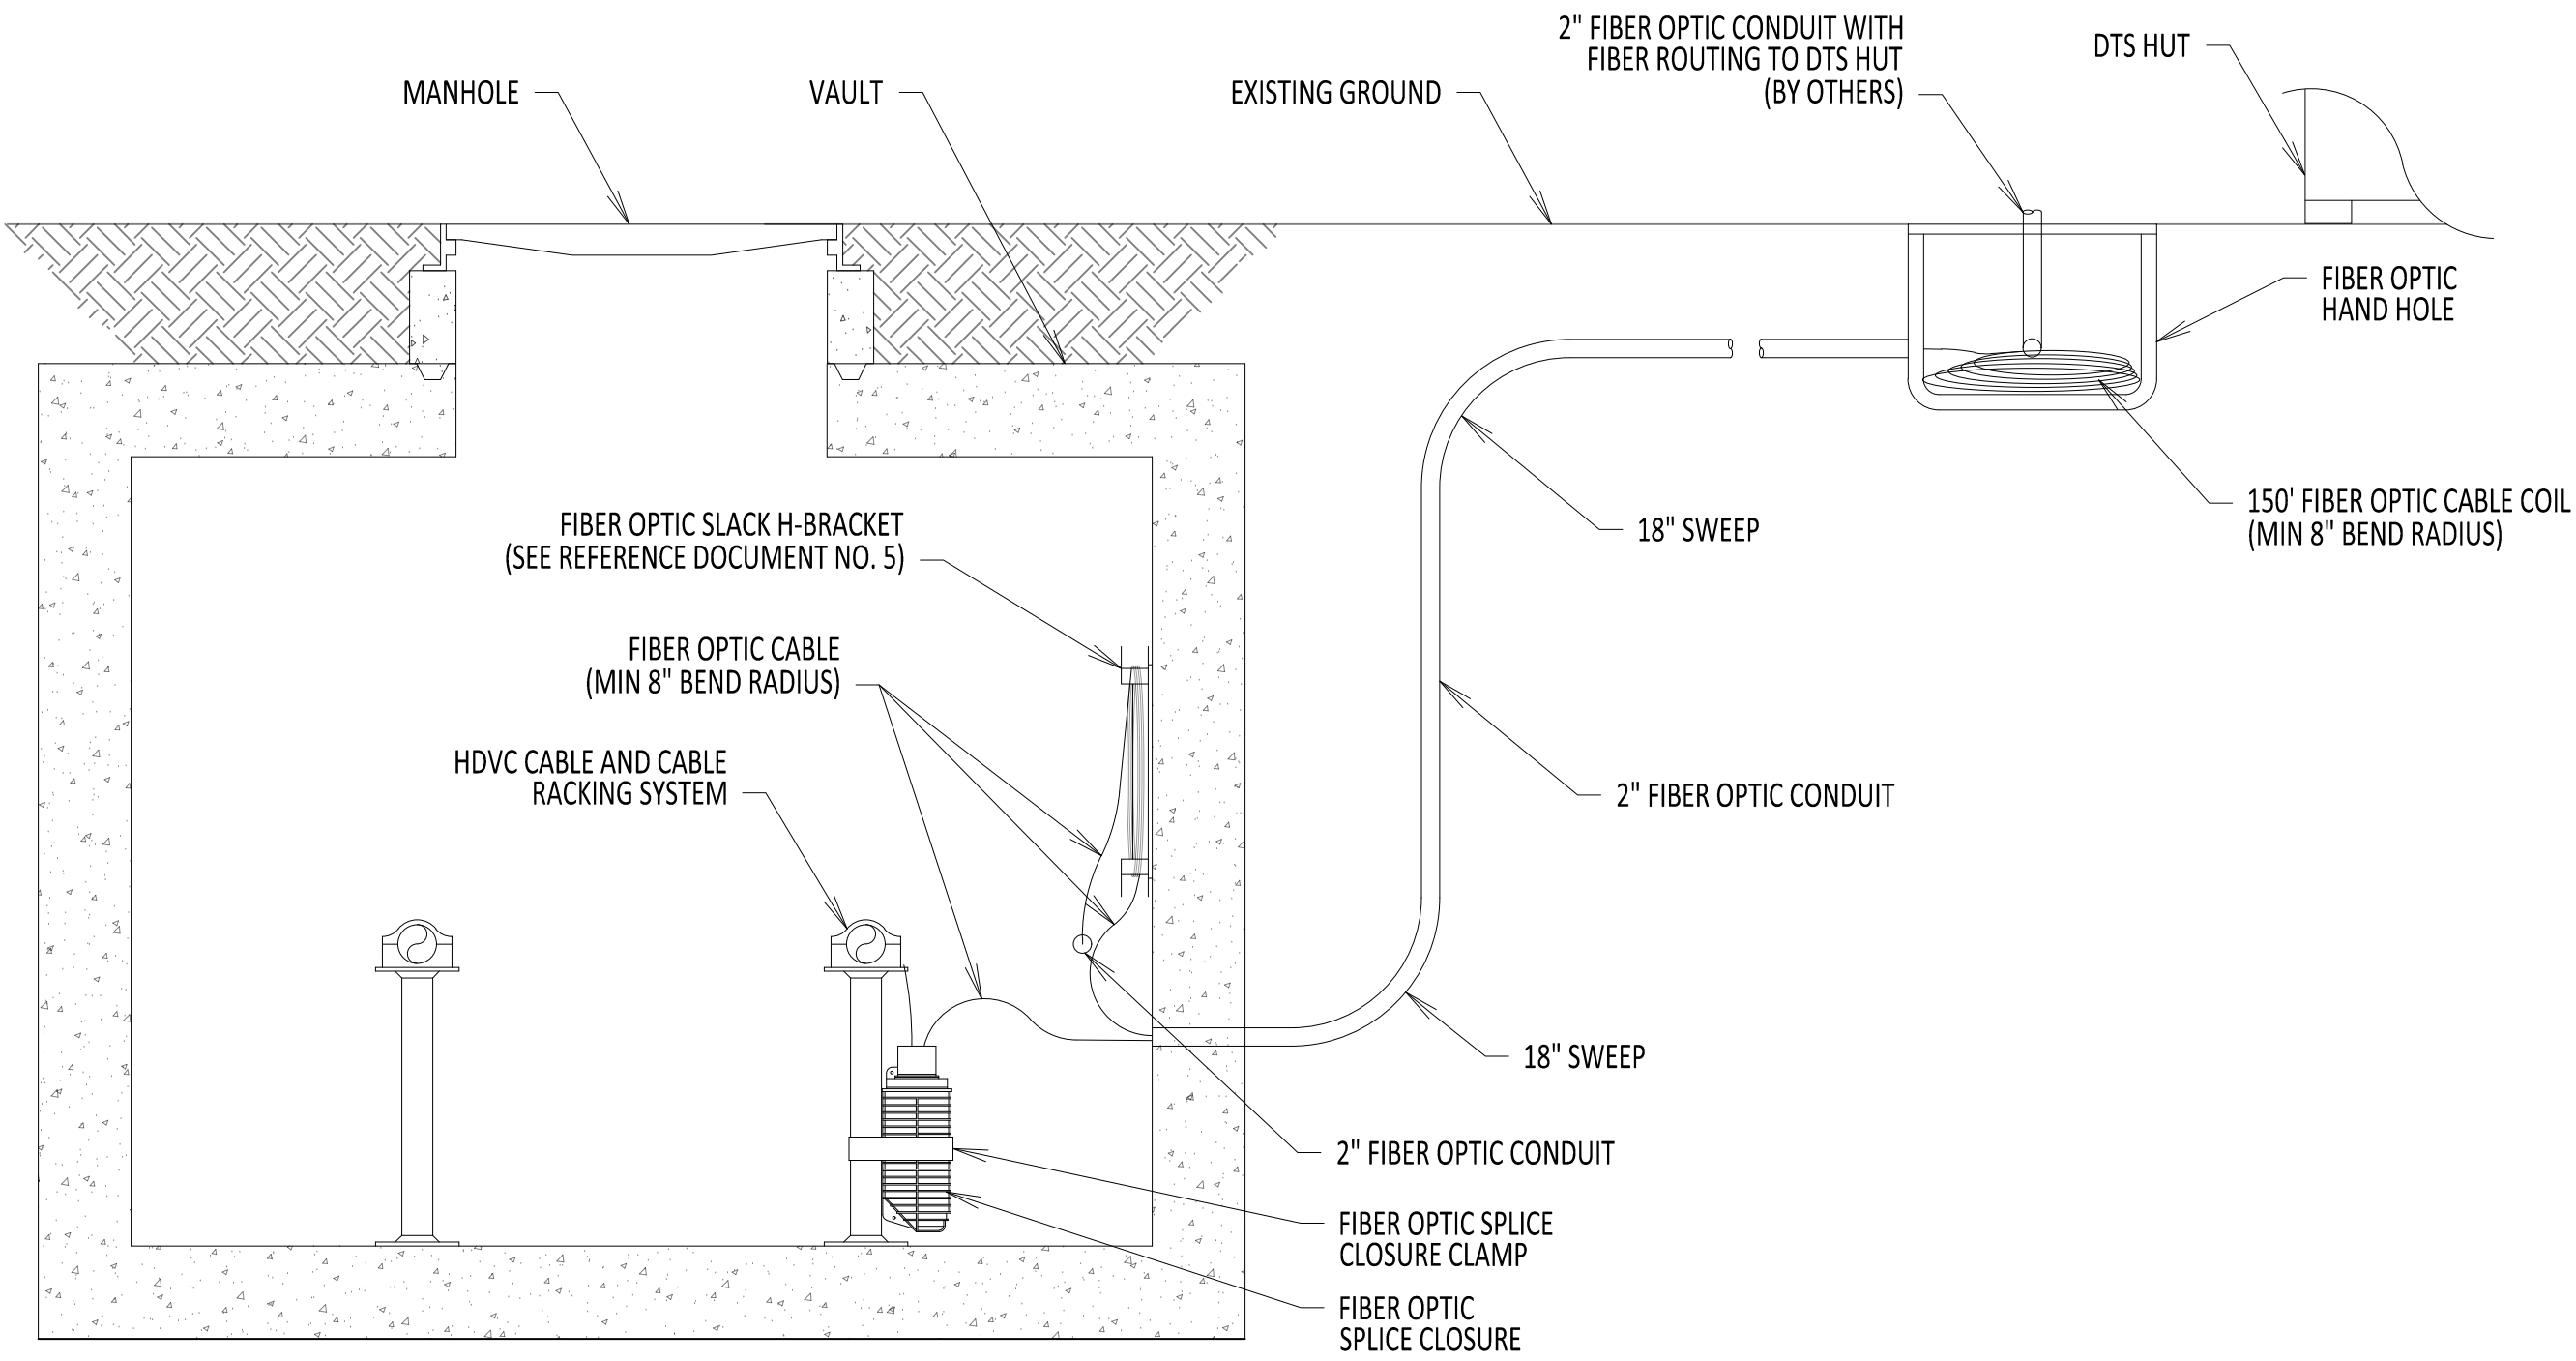 2" FIBER OPTIC CONDUIT WITH
FIBER ROUTING TO DTS HUT
(BY OTHERS)
DTS HUT
MANHOLE
VAULT
EXISTING GROUND
FIBER OPTIC
HAND HOLE
150' FIBER OPTIC CABLE COIL
(MIN 8" BEND RADIUS)
18" SWEEP
FIBER OPTIC SLACK H-BRACKET
(SEE REFERENCE DOCUMENT NO. 5)
FIBER OPTIC CABLE
(MIN 8" BEND RADIUS)
HDVC CABLE AND CABLE
RACKING SYSTEM
2" FIBER OPTIC CONDUIT
18" SWEEP
2" FIBER OPTIC CONDUIT
FIBER OPTIC SPLICE
CLOSURE CLAMP
FIBER OPTIC
SPLICE CLOSURE